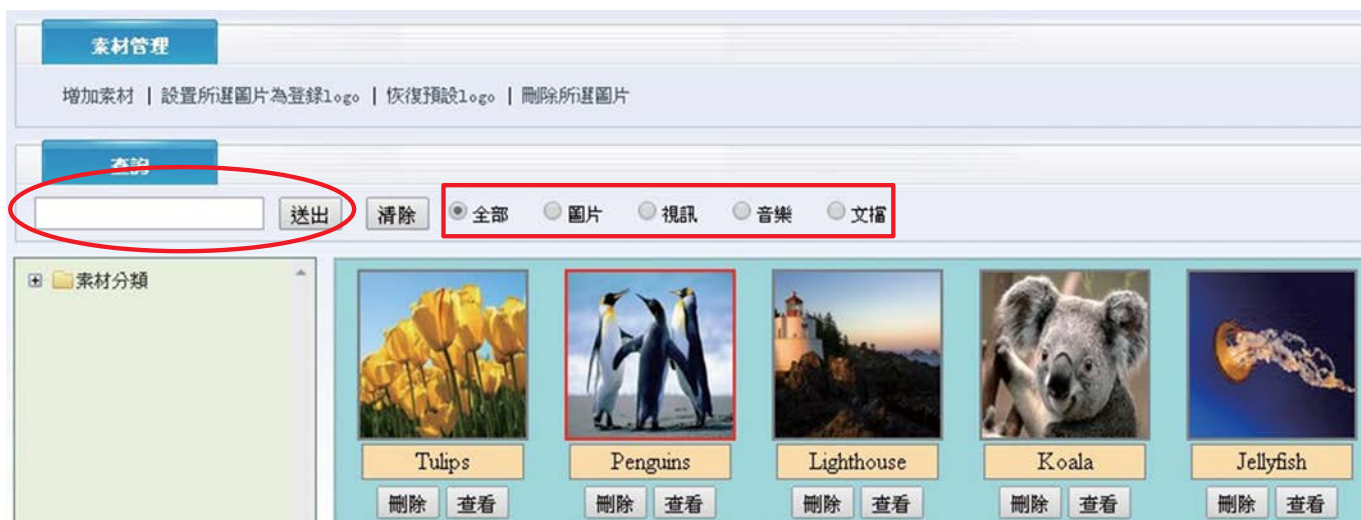 素材管理
增加素材 | 設置所選圖片為登錄logo | 恢復預設logo | 刪除所選圖片
查詢
送出 清除 全部 圖片 視訊 音樂 文檔
素材分類
Tulips Penguins Lighthouse Koala Jellyfish
刪除 查看 刪除 查看 刪除 查看 刪除 查看 刪除 查看